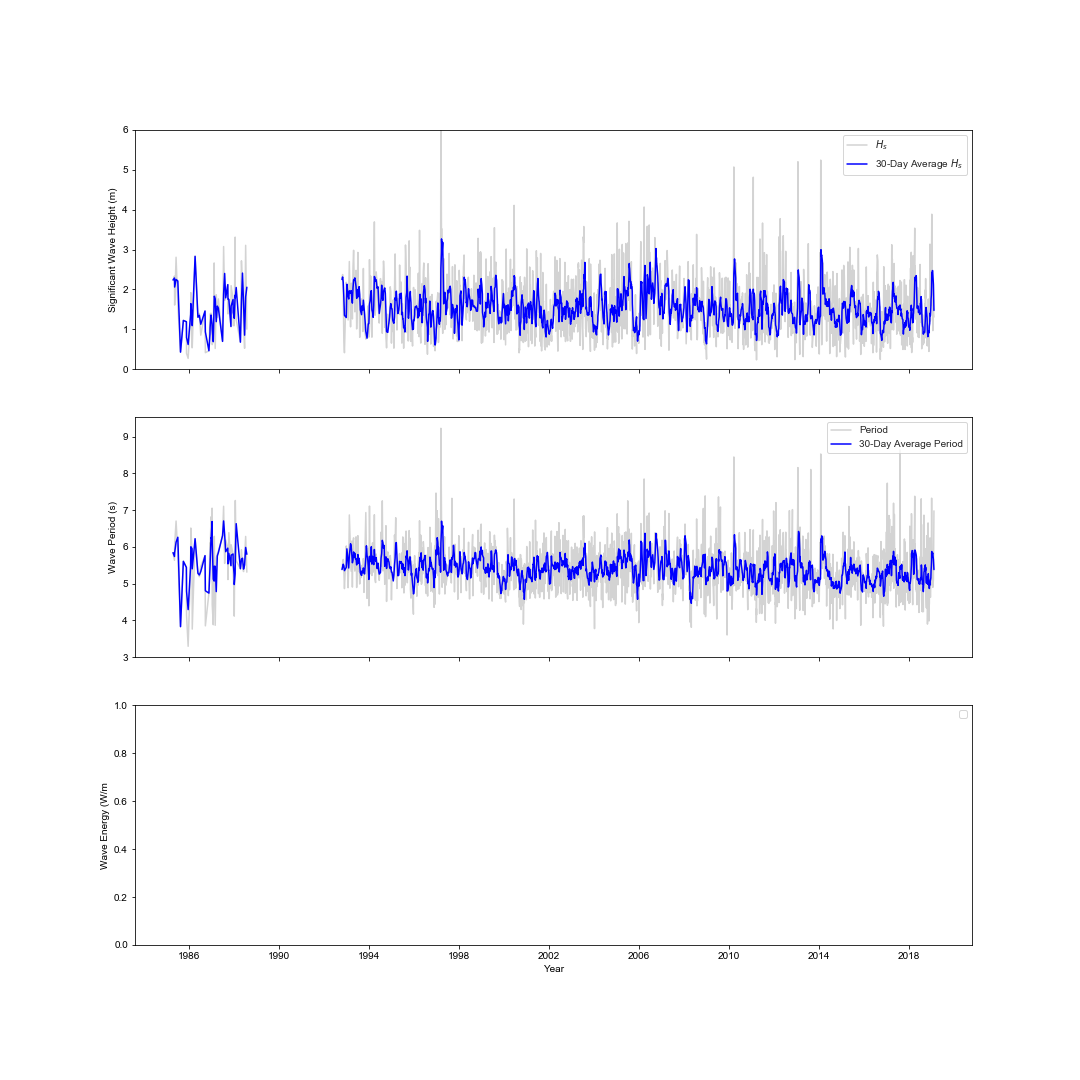 6
5
4
3
2
1
0
Significant Wave Height (m)
Hs
30-Day Average Hs
9
8
7
6
5
4
3
Wave Period (s)
Period
30-Day Average Period
1.0
0.8
0.6
0.4
0.2
0.0
Wave Energy (W/m
1986 1990 1994 1998 2002 2006 2010 2014 2018
Year